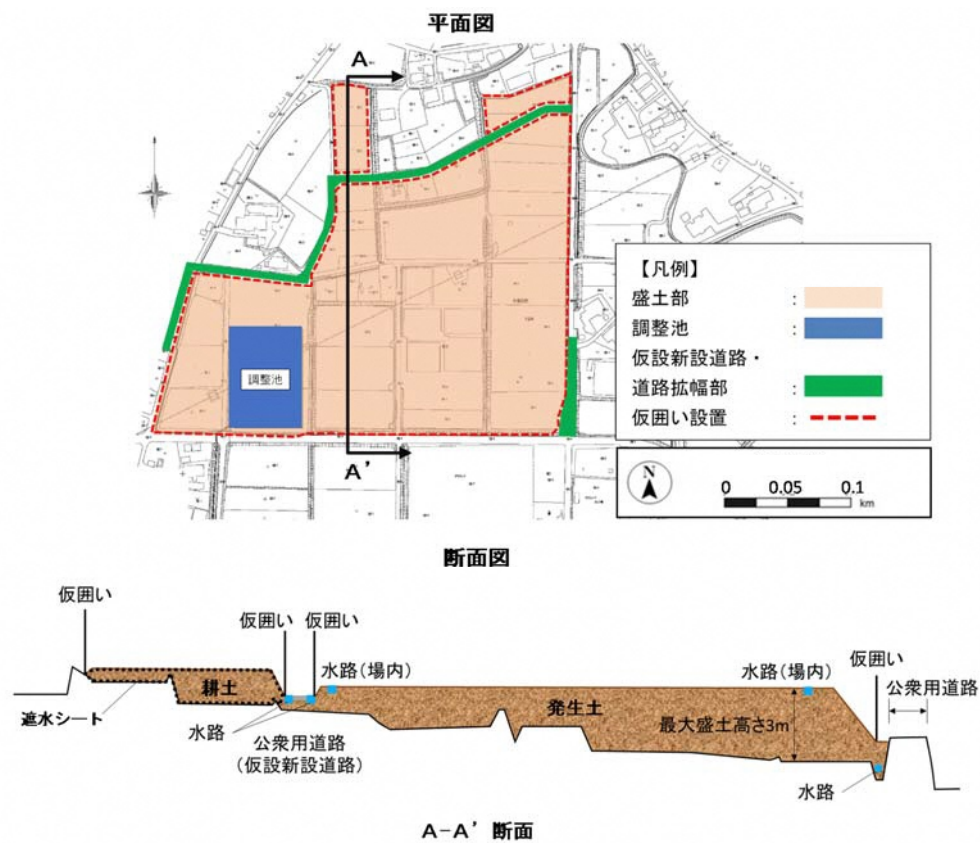 平面図
A
【凡例】
盛土部 :
調整池 :
仮設新設道路・
道路拡幅部 :
仮囲い設置 :
調整池
A'
N
0 0.05 0.1
km
断面図
仮囲い
仮囲い 仮囲い
水路(場内)
水路(場内)
仮囲い
公衆用道路
耕土
発生土
最大盛土高さ3m
遮水シート
水路
公衆用道路
(仮設新設道路)
水路
A-A' 断面